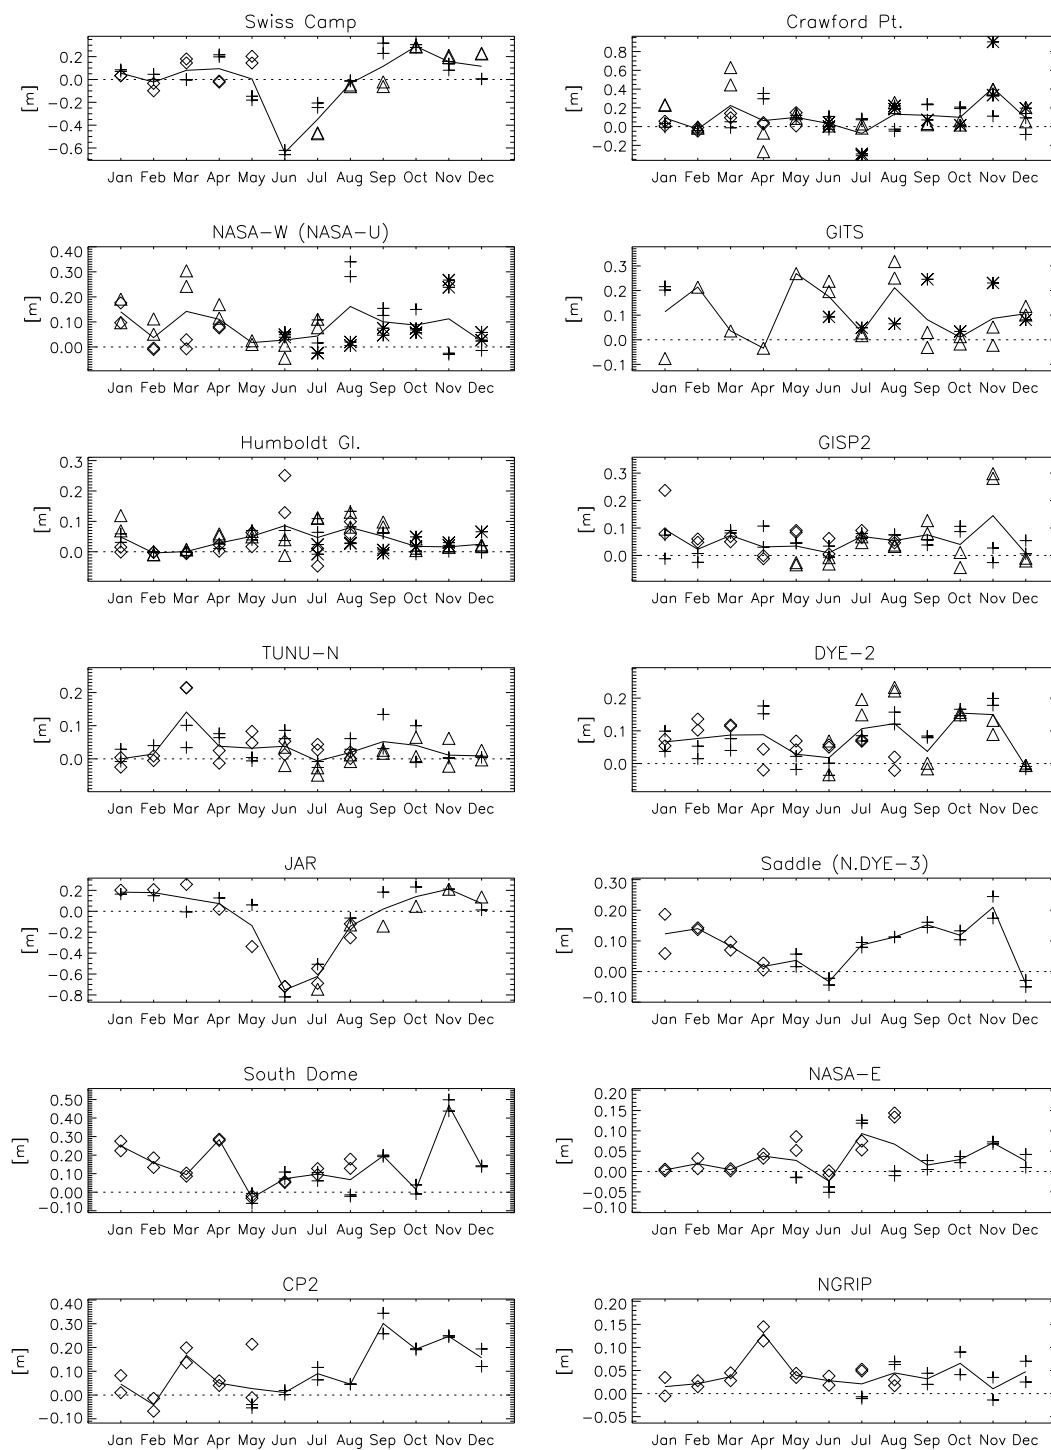 Swiss Camp
[m]
0.2
0.0
−0.2
−0.4
−0.6
Jan Feb Mar Apr May Jun Jul Aug Sep Oct Nov Dec
Crawford Pt.
[m]
0.8
0.6
0.4
0.2
0.0
−0.2
Jan Feb Mar Apr May Jun Jul Aug Sep Oct Nov Dec
NASA−W (NASA−U)
[m]
0.40
0.30
0.20
0.10
0.00
Jan Feb Mar Apr May Jun Jul Aug Sep Oct Nov Dec
GITS
[m]
0.3
0.2
0.1
0.0
−0.1
Jan Feb Mar Apr May Jun Jul Aug Sep Oct Nov Dec
Humboldt Gl.
[m]
0.3
0.2
0.1
0.0
Jan Feb Mar Apr May Jun Jul Aug Sep Oct Nov Dec
GISP2
[m]
0.3
0.2
0.1
0.0
Jan Feb Mar Apr May Jun Jul Aug Sep Oct Nov Dec
TUNU−N
[m]
0.2
0.1
0.0
Jan Feb Mar Apr May Jun Jul Aug Sep Oct Nov Dec
DYE−2
[m]
0.2
0.1
0.0
Jan Feb Mar Apr May Jun Jul Aug Sep Oct Nov Dec
JAR
[m]
0.2
0.0
−0.2
−0.4
−0.6
−0.8
Jan Feb Mar Apr May Jun Jul Aug Sep Oct Nov Dec
Saddle (N.DYE−3)
[m]
0.30
0.20
0.10
0.00
−0.10
Jan Feb Mar Apr May Jun Jul Aug Sep Oct Nov Dec
South Dome
[m]
0.50
0.40
0.30
0.20
0.10
0.00
−0.10
Jan Feb Mar Apr May Jun Jul Aug Sep Oct Nov Dec
NASA−E
[m]
0.20
0.15
0.10
0.05
0.00
−0.05
−0.10
Jan Feb Mar Apr May Jun Jul Aug Sep Oct Nov Dec
CP2
[m]
0.40
0.30
0.20
0.10
0.00
−0.10
Jan Feb Mar Apr May Jun Jul Aug Sep Oct Nov Dec
NGRIP
[m]
0.20
0.15
0.10
0.05
0.00
−0.05
Jan Feb Mar Apr May Jun Jul Aug Sep Oct Nov Dec